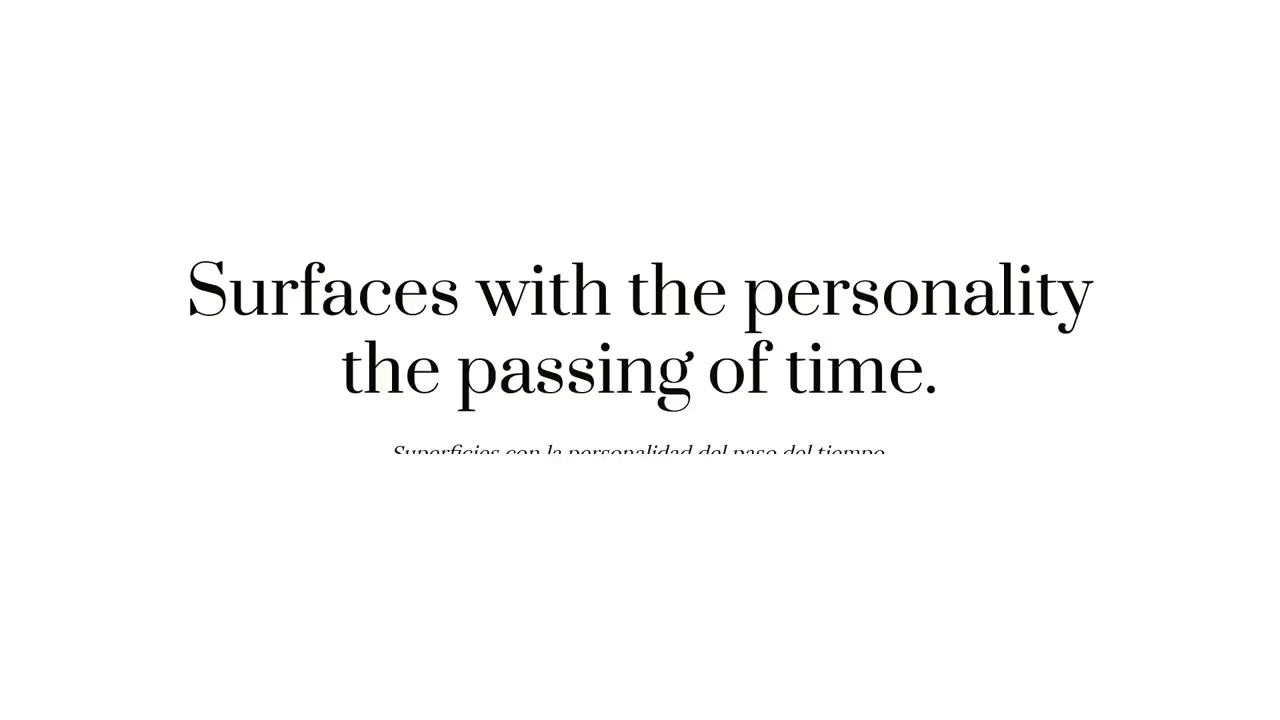 Surfaces with the personality
the passing of time.
Superficies con la personalidad del paso del tiempo